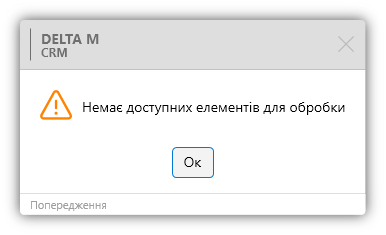 DELTA M
CRM
Немає доступних елементів для обробки
Ок
Попередження